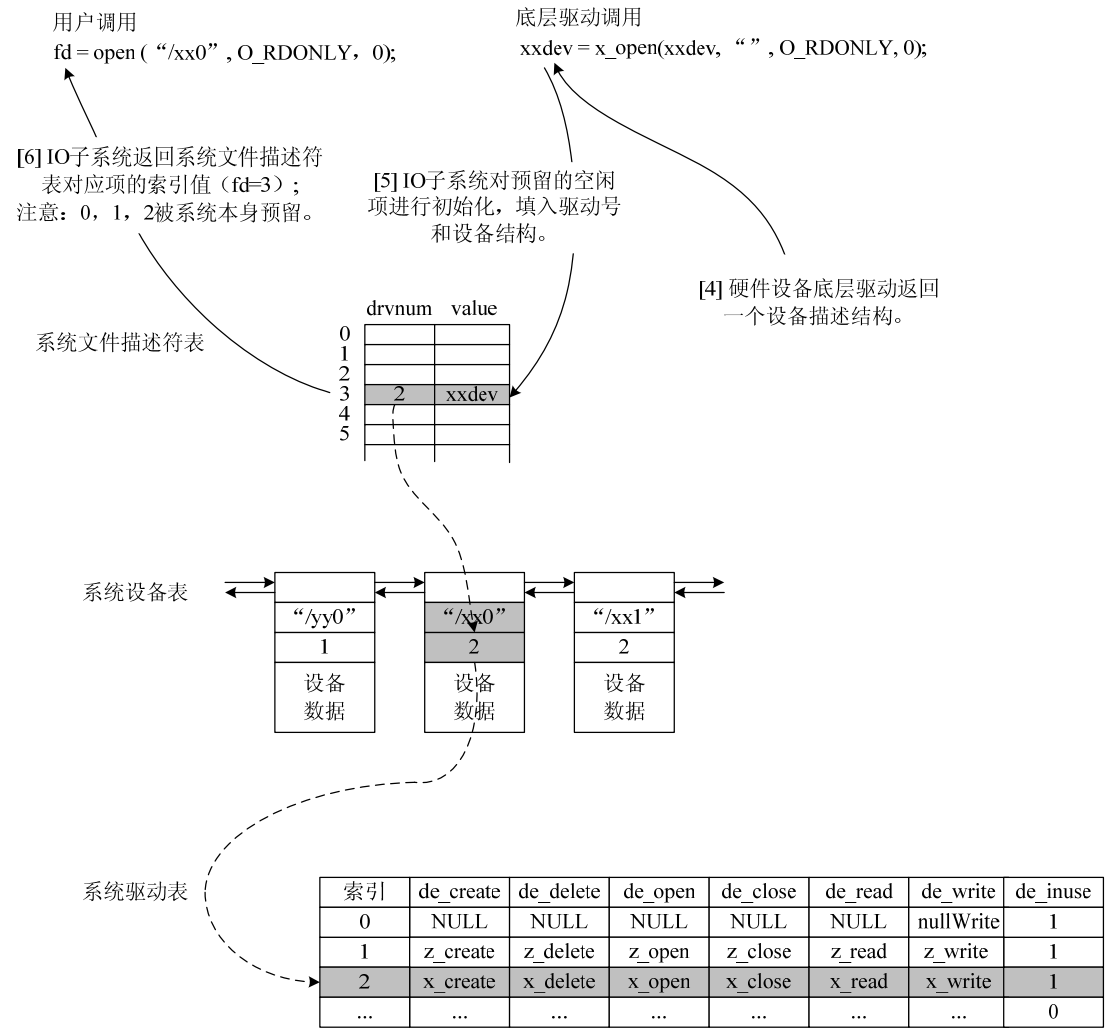 用户调用
fd = open (“/xx0”, O_RDONLY，0);
底层驱动调用
xxdev = x_open(xxdev, “”, O_RDONLY, 0);
[6] IO子系统返回系统文件描述符
表对应项的索引值（fd=3）;
注意：0，1，2被系统本身预留。
[5] IO子系统对预留的空闲
项进行初始化，填入驱动号
和设备结构。
[4] 硬件设备底层驱动返回
一个设备描述结构。
系统文件描述符表
drvnum value
0
1
2
3 2 xxdev
4
5
系统设备表
“/yy0” “/xx0” “/xx1”
1 2 2
设备 设备 设备
数据 数据 数据
系统驱动表
索引 de_create de_delete de_open de_close de_read de_write de_inuse
0 NULL NULL NULL NULL NULL nullWrite 1
1 z_create z_delete z_open z_close z_read z_write 1
2 x_create x_delete x_open x_close x_read x_write 1
... ... ... ... ... ... ... 0